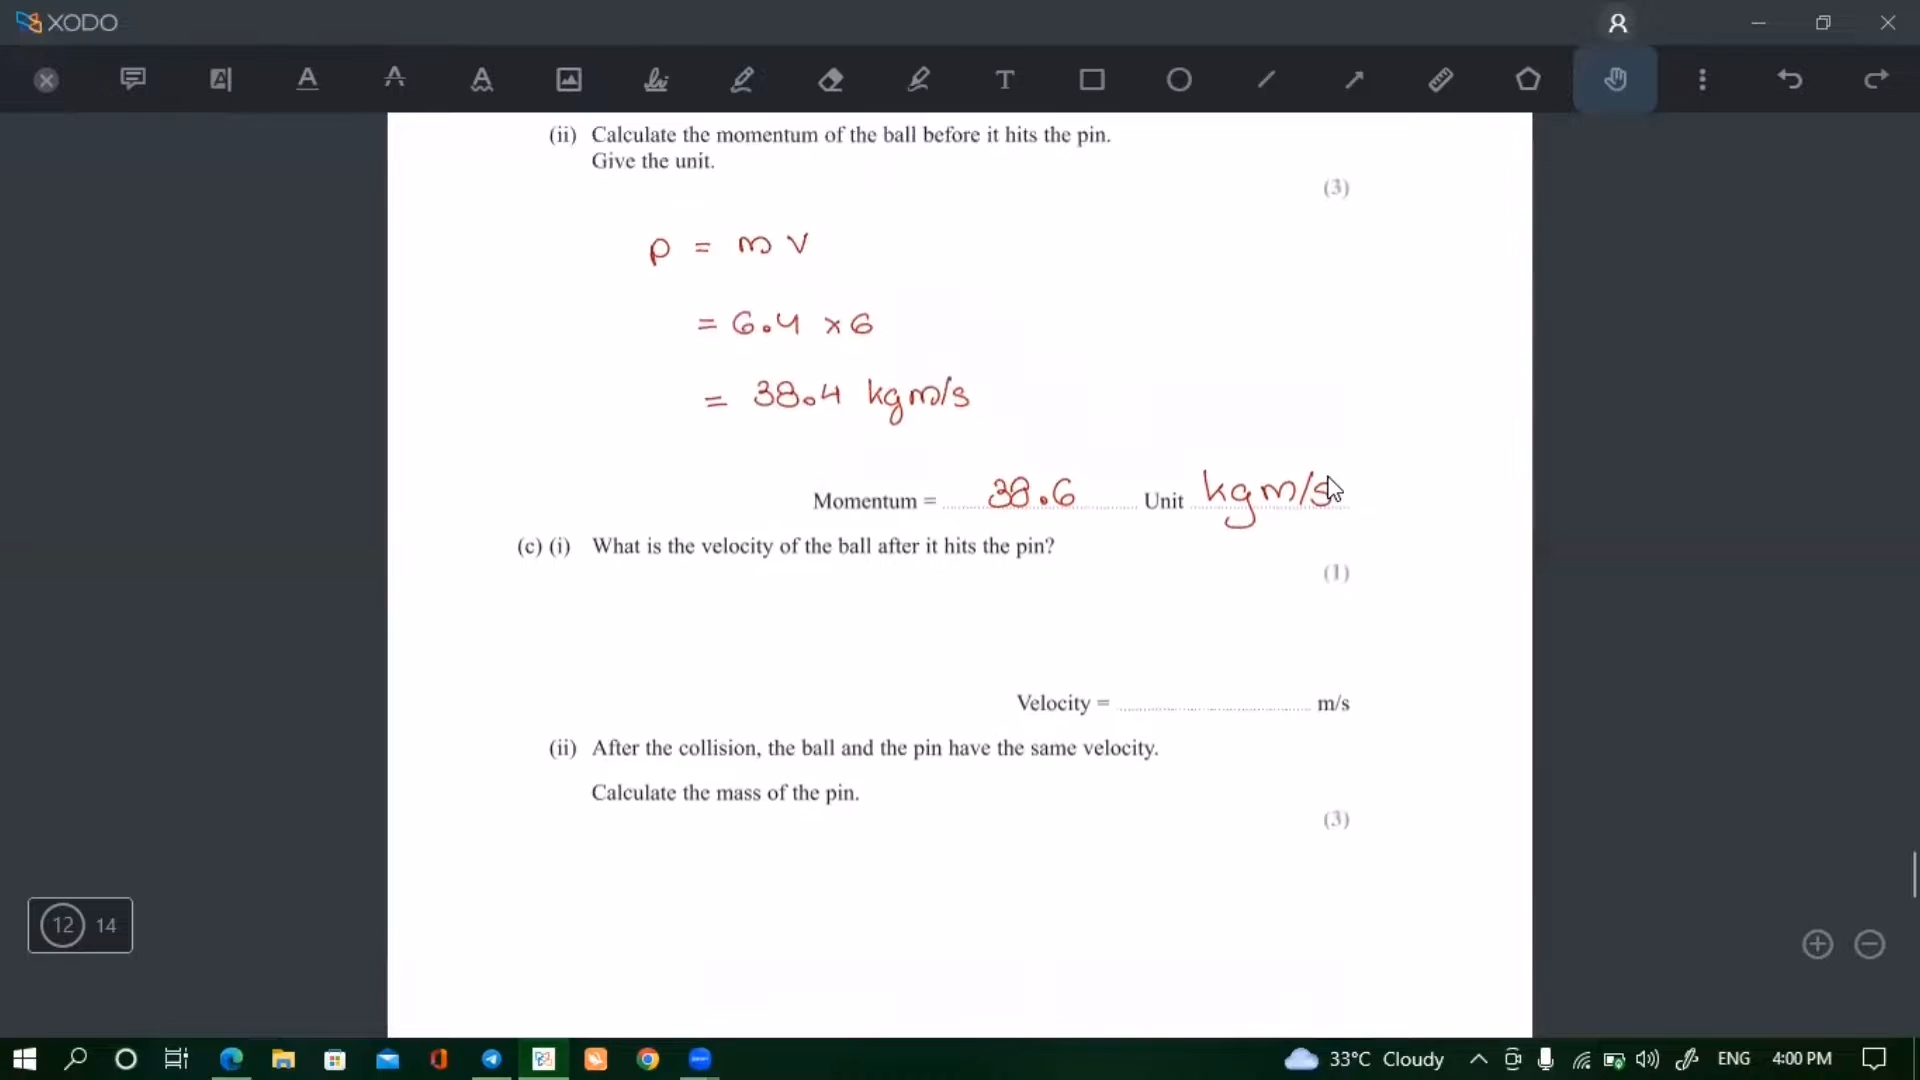 XODO
(ii) Calculate the momentum of the ball before it hits the pin.
Give the unit.
(3)
p = m v
= 6.4 × 6
= 38.4 kgm/s
Momentum = 38.6 Unit kgm/s
(c) (i) What is the velocity of the ball after it hits the pin?
(1)
Velocity = ........................................ m/s
(ii) After the collision, the ball and the pin have the same velocity.
Calculate the mass of the pin.
(3)
12 14
33°C Cloudy ENG 4:00 PM